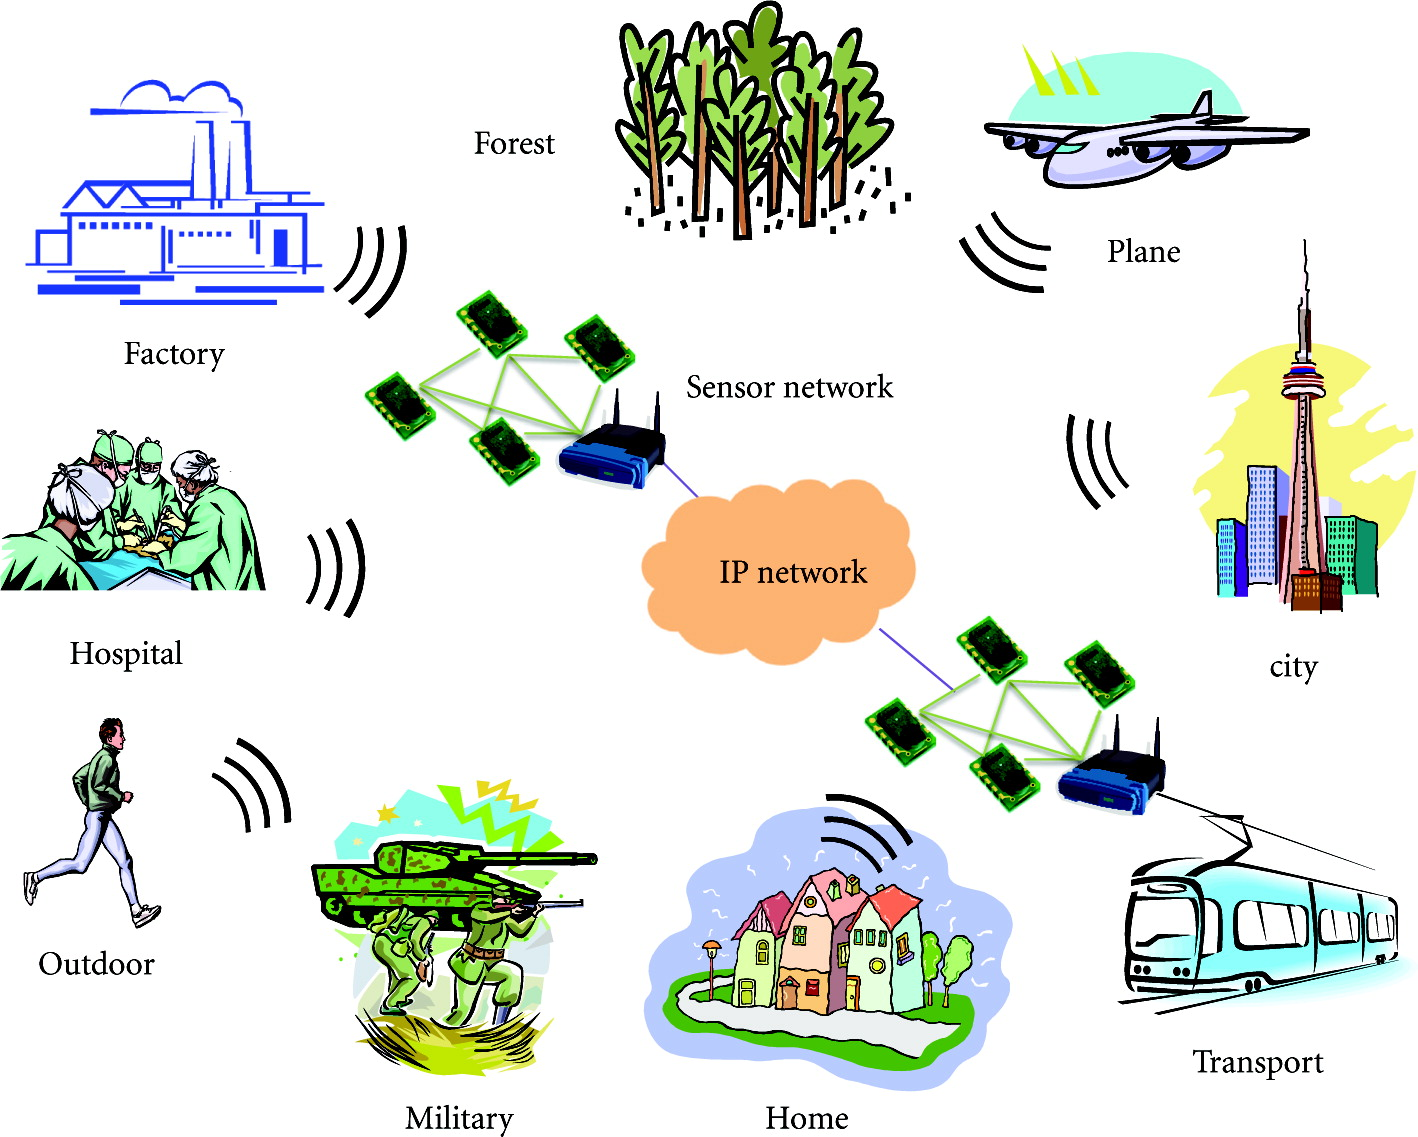 Forest
Plane
Factory
Sensor network
IP network
Hospital
city
Outdoor
Transport
Military
Home